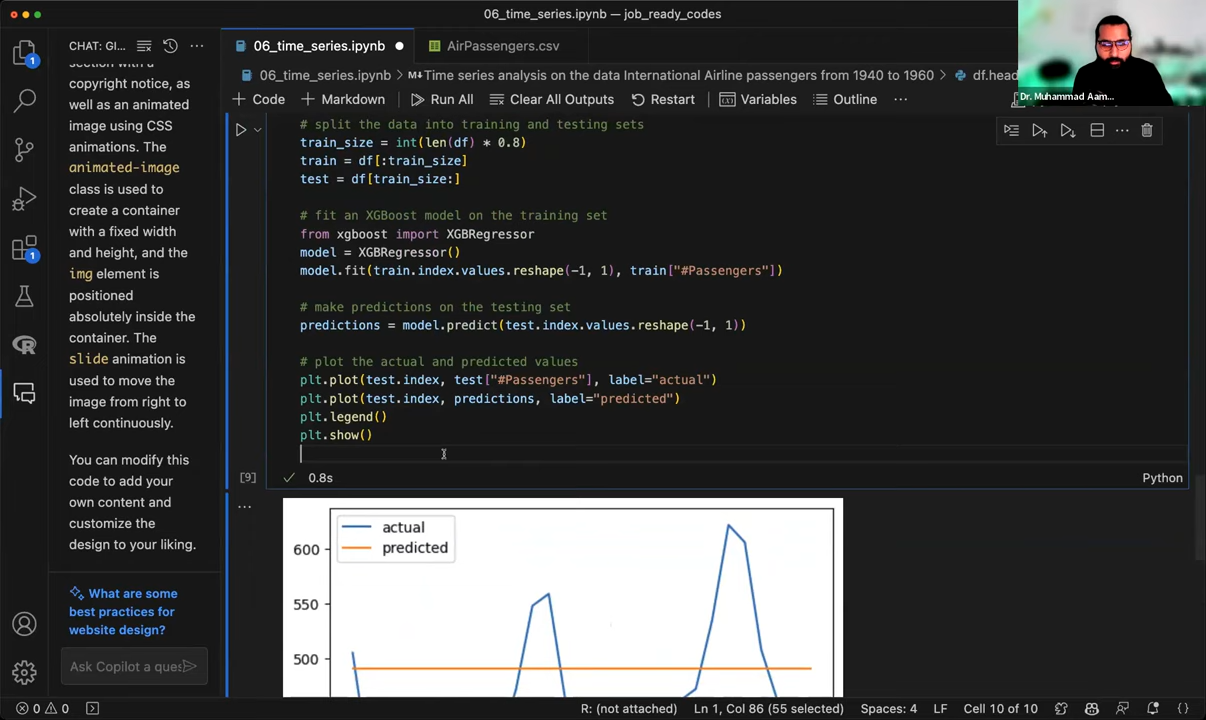 06_time_series.ipynb — job_ready_codes
CHAT: GI...
06_time_series.ipynb
AirPassengers.csv
06_time_series.ipynb > M↓Time series analysis on the data International Airline passengers from 1940 to 1960 > df.head
Dr. Muhammad Aam...
+ Code + Markdown Run All Clear All Outputs Restart Variables Outline ...
copyright notice, as
well as an animated
image using CSS
animations. The
animated-image
class is used to
create a container
with a fixed width
and height, and the
img element is
positioned
absolutely inside the
container. The
slide animation is
used to move the
image from right to
left continuously.
You can modify this
code to add your
own content and
customize the
design to your liking.
What are some
best practices for
website design?
Ask Copilot a ques
# split the data into training and testing sets
train_size = int(len(df) * 0.8)
train = df[:train_size]
test = df[train_size:]
# fit an XGBoost model on the training set
from xgboost import XGBRegressor
model = XGBRegressor()
model.fit(train.index.values.reshape(-1, 1), train["#Passengers"])
# make predictions on the testing set
predictions = model.predict(test.index.values.reshape(-1, 1))
# plot the actual and predicted values
plt.plot(test.index, test["#Passengers"], label="actual")
plt.plot(test.index, predictions, label="predicted")
plt.legend()
plt.show()
[9]
0.8s
Python
actual
predicted
600
550
500
1
1
0 0
R: (not attached)
Ln 1, Col 86 (55 selected)
Spaces: 4
LF
Cell 10 of 10